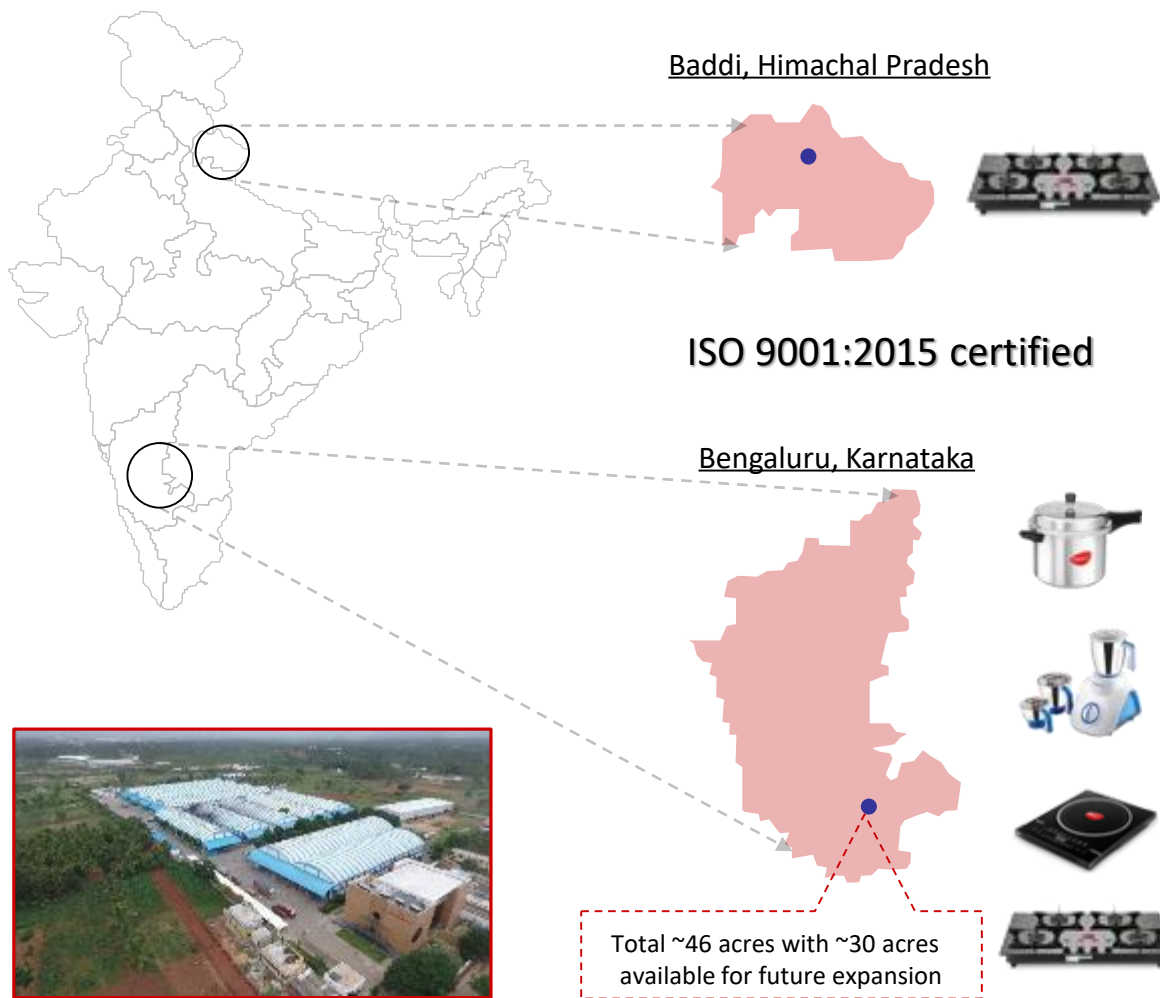 Baddi, Himachal Pradesh
ISO 9001:2015 certified
Bengaluru, Karnataka
Total ~46 acres with ~30 acres
available for future expansion